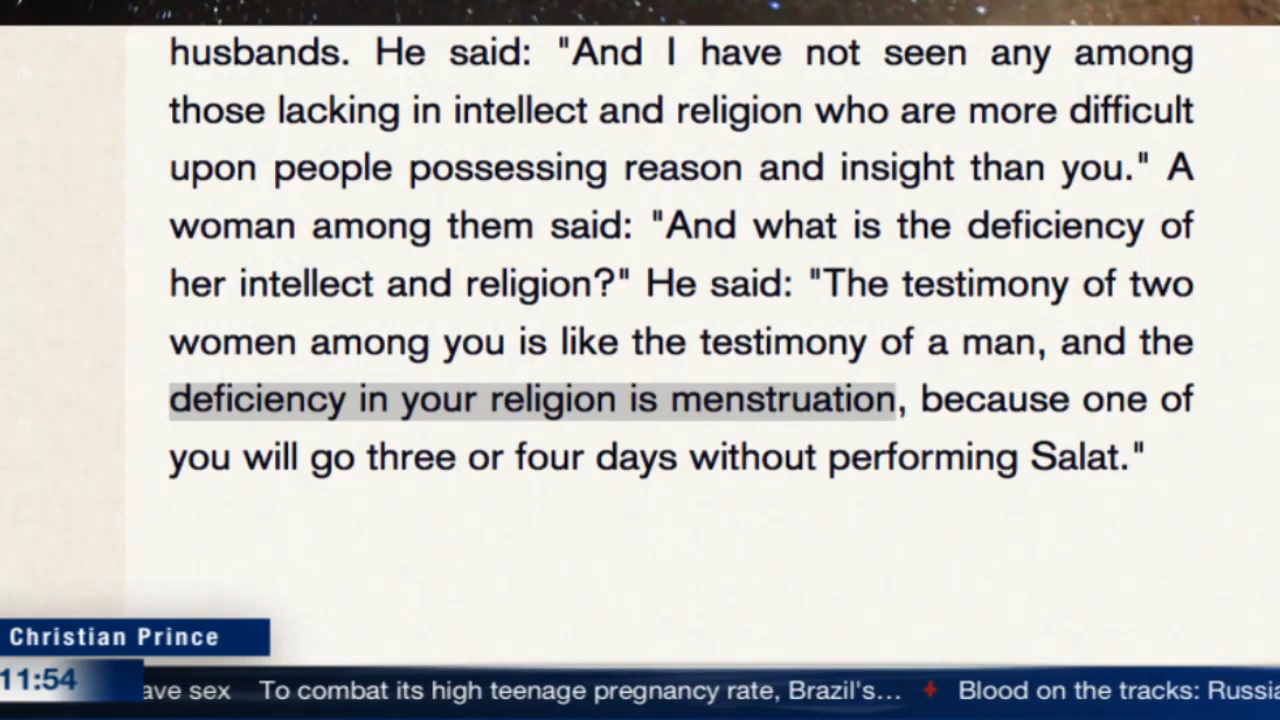 husbands. He said: "And I have not seen any among
those lacking in intellect and religion who are more difficult
upon people possessing reason and insight than you." A
woman among them said: "And what is the deficiency of
her intellect and religion?" He said: "The testimony of two
women among you is like the testimony of a man, and the
deficiency in your religion is menstruation, because one of
you will go three or four days without performing Salat."
Christian Prince
11:54
ave sex To combat its high teenage pregnancy rate, Brazil's... Blood on the tracks: Russia